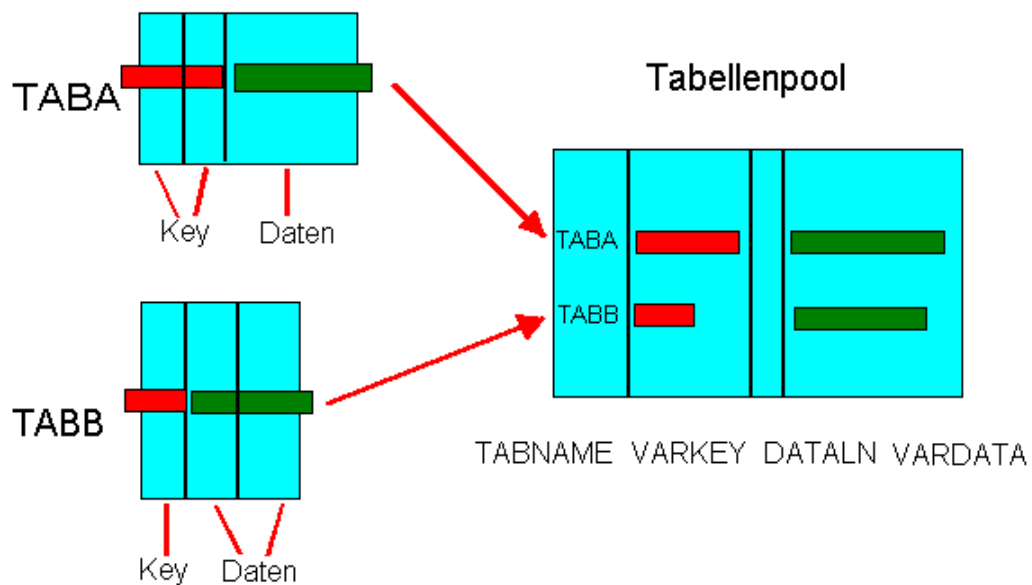 TABA
Key Daten
TABB
Key Daten
Tabellenpool
TABA
TABB
TABNAME VARKEY DATALN VARDATA